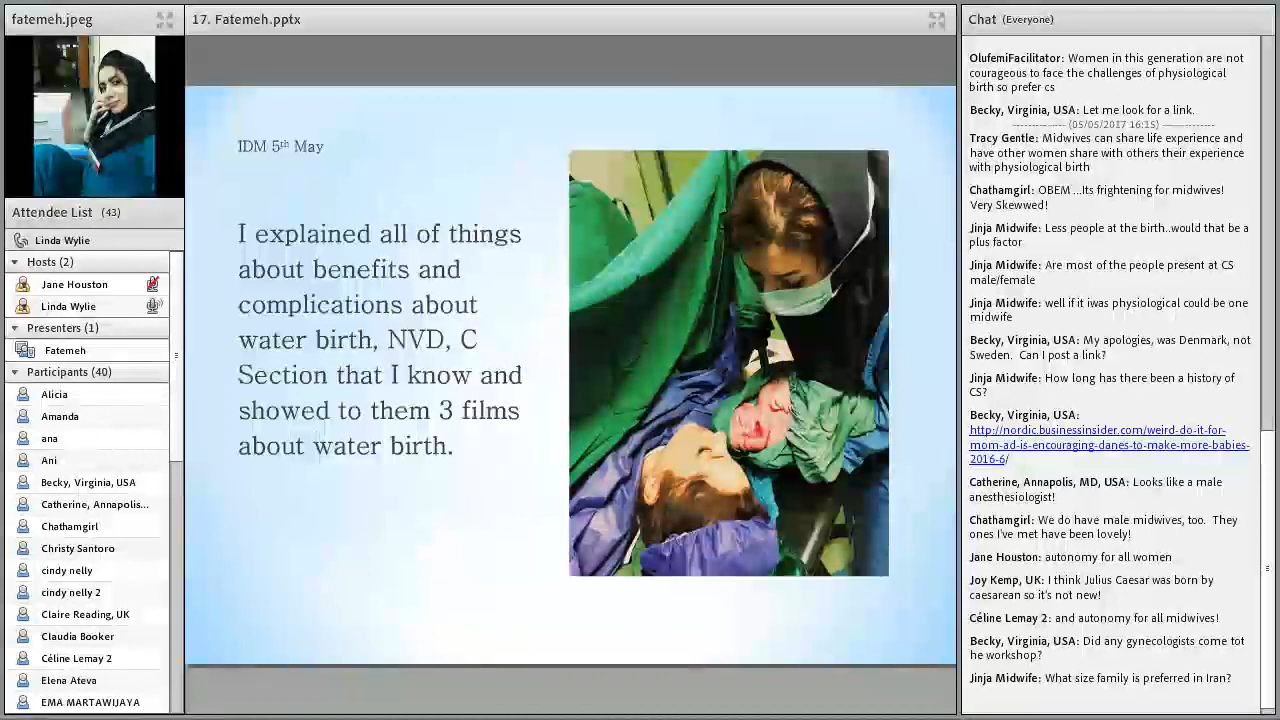 fatemeh.jpeg
Attendee List (43)
Linda Wylie
Hosts (2)
Jane Houston
Linda Wylie
Presenters (1)
Fatemeh
Participants (40)
Alicia
Amanda
ana
Ani
Becky, Virginia, USA
Catherine, Annapolis...
Chathamgirl
Christy Santoro
cindy nelly
cindy nelly 2
Claire Reading, UK
Claudia Booker
Céline Lemay 2
Elena Ateva
EMA MARTAWIJAYA
17. Fatemeh.pptx
IDM 5th May
I explained all of things
about benefits and
complications about
water birth, NVD, C
Section that I know and
showed to them 3 films
about water birth.
Chat (Everyone)
OlufemiFacilitator: Women in this generation are not
courageous to face the challenges of physiological
birth so prefer cs
Becky, Virginia, USA: Let me look for a link.
(05/05/2017 16:15)
Tracy Gentle: Midwives can share life experience and
have other women share with others their experience
with physiological birth
Chathamgirl: OBEM ...Its frightening for midwives!
Very Skewwed!
Jinja Midwife: Less people at the birth..would that be a
plus factor
Jinja Midwife: Are most of the people present at CS
male/female
Jinja Midwife: well if it iwas physiological could be one
midwife
Becky, Virginia, USA: My apologies, was Denmark, not
Sweden. Can I post a link?
Jinja Midwife: How long has there been a history of
CS?
Becky, Virginia, USA:
http://nordic.businessinsider.com/weird-do-it-for-
mom-ad-is-encouraging-danes-to-make-more-babies-
2016-6/
Catherine, Annapolis, MD, USA: Looks like a male
anesthesiologist!
Chathamgirl: We do have male midwives, too. They
ones I've met have been lovely!
Jane Houston: autonomy for all women
Joy Kemp, UK: I think Julius Caesar was born by
caesarean so it's not new!
Céline Lemay 2: and autonomy for all midwives!
Becky, Virginia, USA: Did any gynecologists come tot
he workshop?
Jinja Midwife: What size family is preferred in Iran?